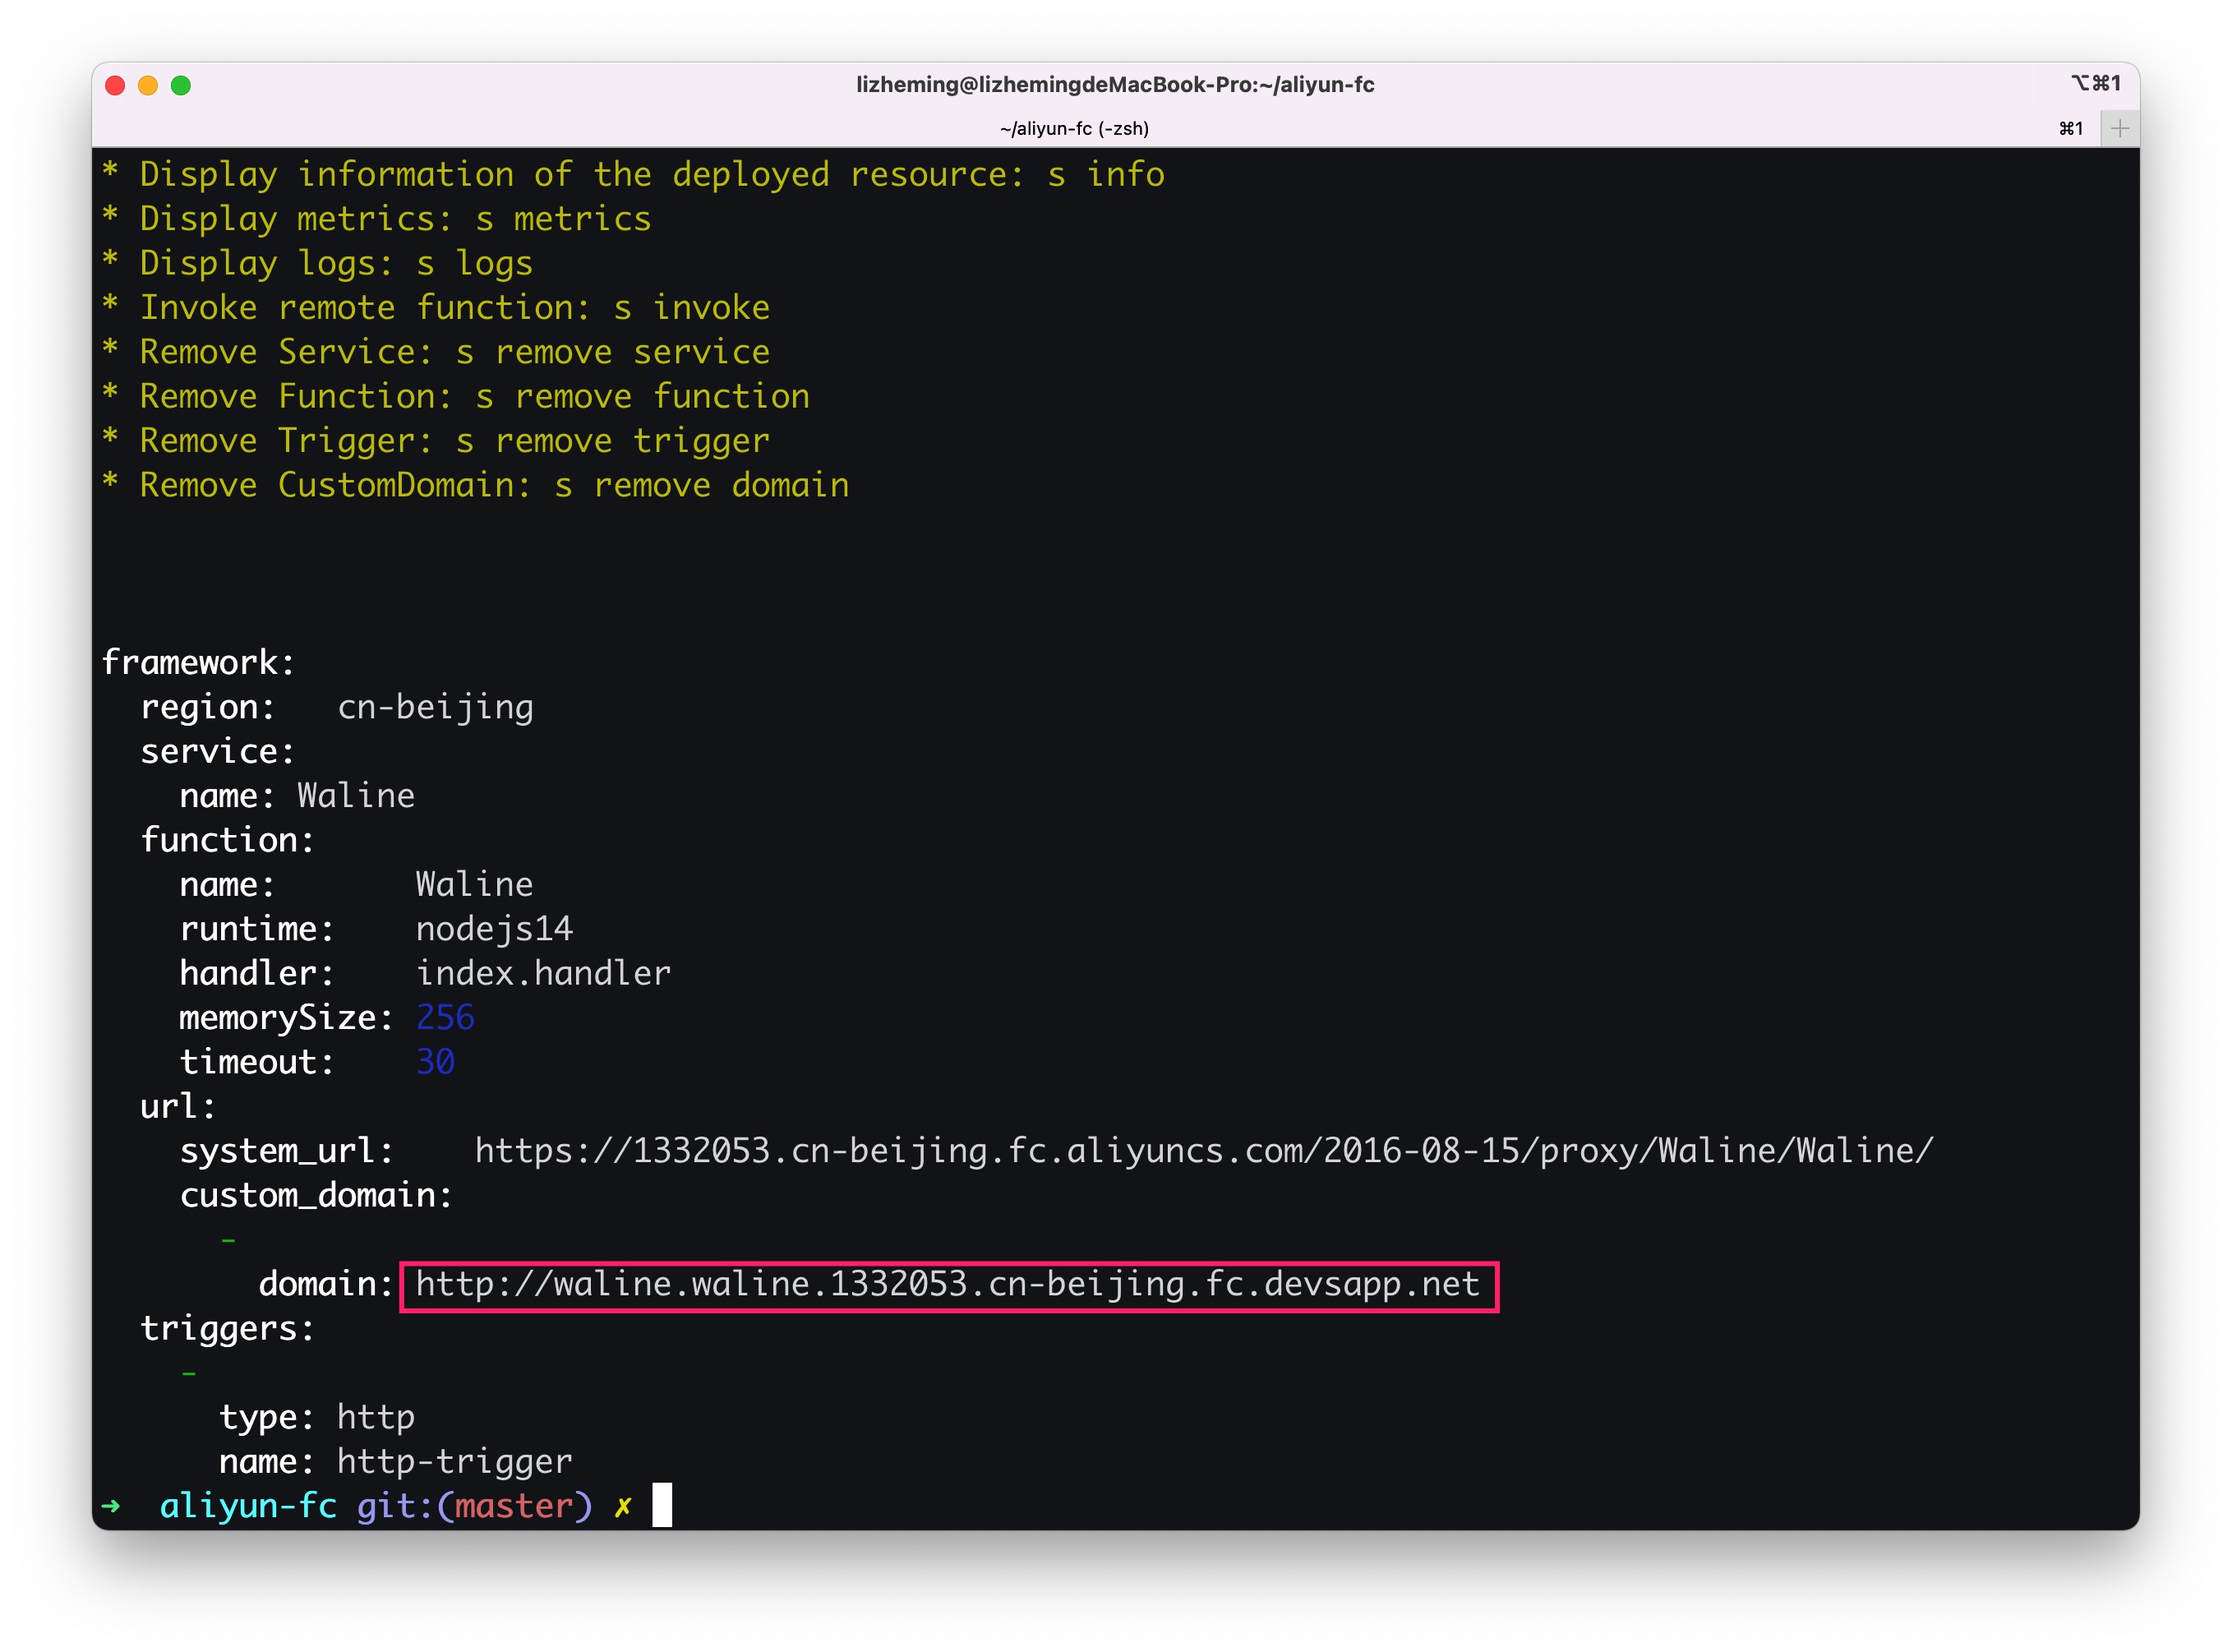 lizheming@lizhemingdeMacBook-Pro:~/aliyun-fc
⌥⌘1
~/aliyun-fc (-zsh)
⌘1
* Display information of the deployed resource: s info
* Display metrics: s metrics
* Display logs: s logs
* Invoke remote function: s invoke
* Remove Service: s remove service
* Remove Function: s remove function
* Remove Trigger: s remove trigger
* Remove CustomDomain: s remove domain
framework:
region: cn-beijing
service:
name: Waline
function:
name: Waline
runtime: nodejs14
handler: index.handler
memorySize: 256
timeout: 30
url:
system_url: https://1332053.cn-beijing.fc.aliyuncs.com/2016-08-15/proxy/Waline/Waline/
custom_domain:
-
domain: http://waline.waline.1332053.cn-beijing.fc.devsapp.net
triggers:
-
type: http
name: http-trigger
➜ aliyun-fc git:(master) ✗